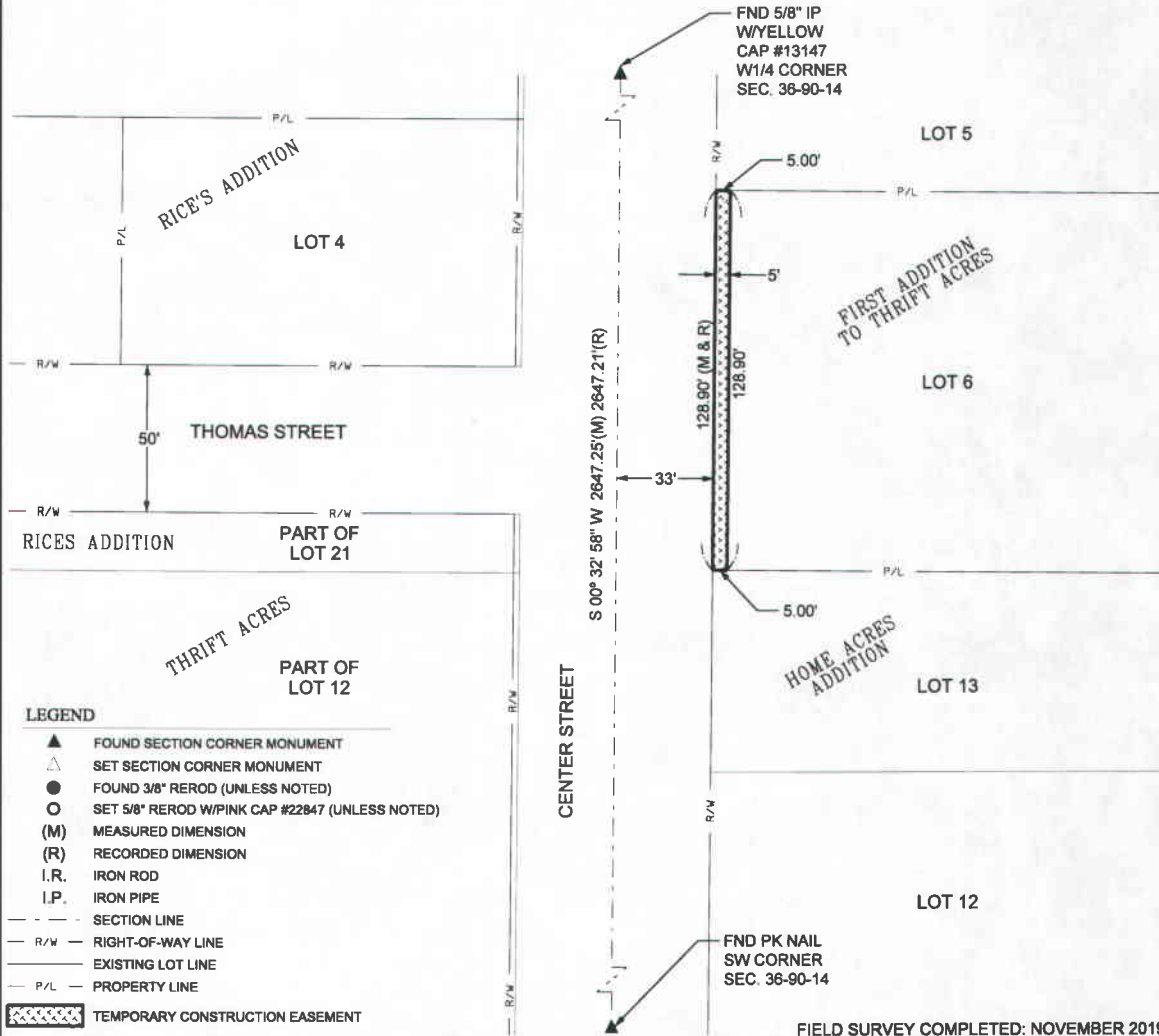 FND 5/8" IP
W/YELLOW
CAP #13147
W1/4 CORNER
SEC. 36-90-14
LOT 5
R/W
5.00'
P/L
P/L
RICE'S ADDITION
P/L
LOT 4
R/W
5'
FIRST ADDITION
TO THRIFT ACRES
128.90' (M & R)
128.90'
LOT 6
S 00° 32' 58" W 2647.25'(M) 2647.21'(R)
R/W
R/W
50'
THOMAS STREET
33'
R/W
R/W
RICES ADDITION
PART OF
LOT 21
P/L
5.00'
THRIFT ACRES
PART OF
LOT 12
HOME ACRES
ADDITION
LOT 13
R/W
CENTER STREET
R/W
LOT 12
R/W
FND PK NAIL
SW CORNER
SEC. 36-90-14
LEGEND
FOUND SECTION CORNER MONUMENT
SET SECTION CORNER MONUMENT
FOUND 3/8" REROD (UNLESS NOTED)
SET 5/8" REROD W/PINK CAP #22847 (UNLESS NOTED)
(M) MEASURED DIMENSION
(R) RECORDED DIMENSION
I.R. IRON ROD
I.P. IRON PIPE
SECTION LINE
R/W RIGHT-OF-WAY LINE
EXISTING LOT LINE
P/L PROPERTY LINE
TEMPORARY CONSTRUCTION EASEMENT
FIELD SURVEY COMPLETED: NOVEMBER 2019